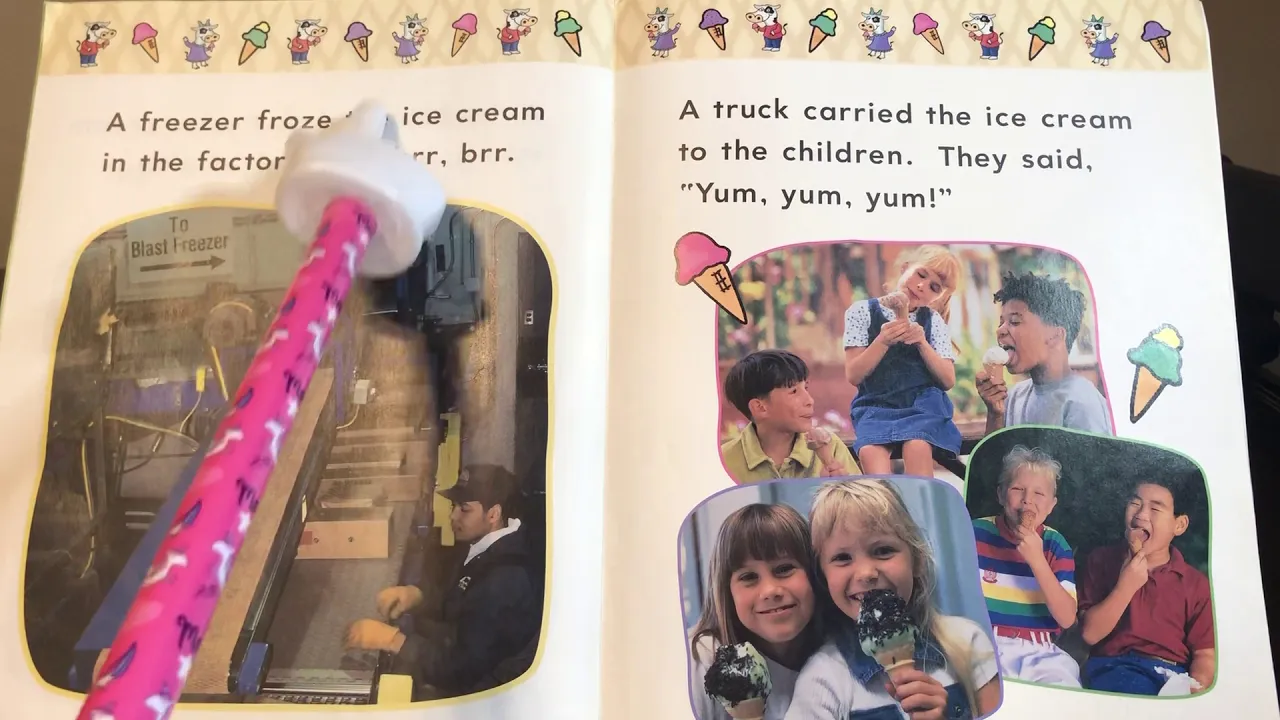 A freezer froze ice cream
in the rr, brr.
To
Blast Freezer
A truck carried the ice cream
to the children. They said,
"Yum, yum, yum!"